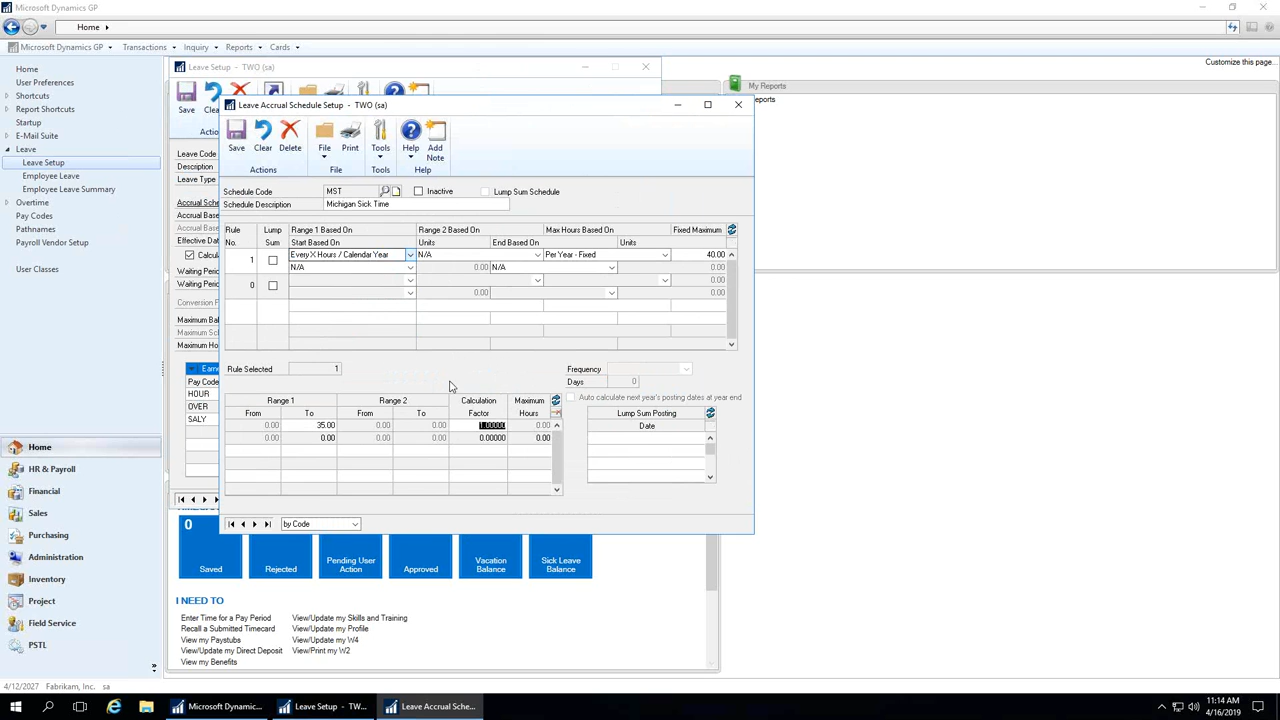 Microsoft Dynamics GP
Home
Microsoft Dynamics GP Transactions Inquiry Reports Cards
Customize this page...
Home
User Preferences
Shortcuts
Report Shortcuts
Startup
E-Mail Suite
Leave
Leave Setup
Employee Leave
Employee Leave Summary
Overtime
Pay Codes
Pathnames
Payroll Vendor Setup
User Classes
Home
HR & Payroll
Financial
Sales
Purchasing
Administration
Inventory
Project
Field Service
PSTL
4/12/2027 Fabrikam, Inc. sa
Leave Setup - TWO (sa)
Save
Leave Code
Description
Leave Type
Waiting Period
Waiting Period
Pay Code
HOUR
OVER
SALY
My Reports
Leave Accrual Schedule Setup - TWO (sa)
Save Clear Delete File Print Tools Help Add Note
Actions File Tools Help
Schedule Code MST Inactive Lump Sum Schedule
Schedule Description Michigan Sick Time
Rule Lump Range 1 Based On Range 2 Based On Max Hours Based On Fixed Maximum
No. Sum Start Based On Units End Based On Units
1 Every X Hours / Calendar Year N/A Per Year - Fixed 40.00
N/A 0.00 N/A 0.00
0 0.00
0.00 0.00
Rule Selected 1 Frequency
Days 0
Auto calculate next year's posting dates at year end
Range 1 Range 2 Calculation Maximum Lump Sum Posting
From To From To Factor Hours Date
0.00 35.00 0.00 0.00 1.00000 0.00
0.00 0.00 0.00 0.00 0.00000 0.00
by Code
0
Saved
Rejected
Pending User Action
Approved
Vacation Balance
Sick Leave Balance
I NEED TO
Enter Time for a Pay Period View/Update my Skills and Training
Recall a Submitted Timecard View/Update my Profile
View my Paystubs View/Update my W4
View/Update my Direct Deposit View/Print my W2
View my Benefits
Microsoft Dynamic... Leave Setup - TW... Leave Accrual Sche...
11:14 AM
4/16/2019